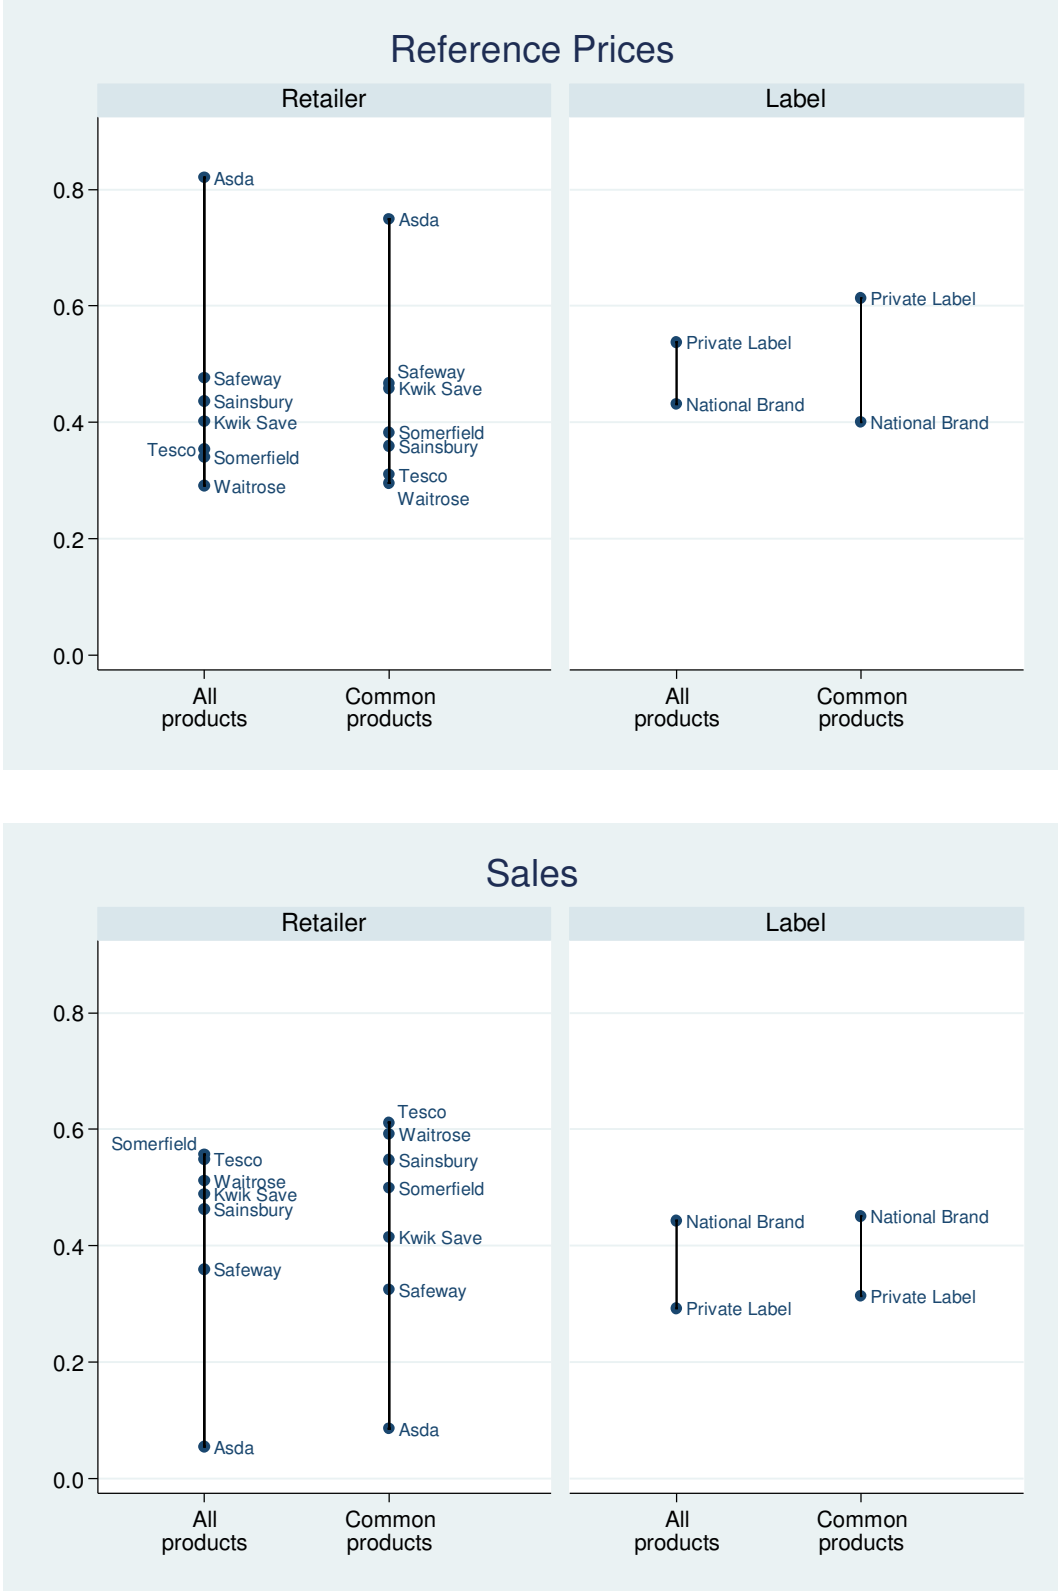 Reference Prices
Retailer
Label
0.8
0.6
0.4
0.2
0.0
Asda
Safeway
Sainsbury
Kwik Save
Tesco
Somerfield
Waitrose
Asda
Safeway
Kwik Save
Somerfield
Sainsbury
Tesco
Waitrose
Private Label
National Brand
Private Label
National Brand
All
products
Common
products
All
products
Common
products
Sales
Retailer
Label
0.8
0.6
0.4
0.2
0.0
Somerfield
Tesco
Waitrose
Kwik Save
Sainsbury
Safeway
Asda
Tesco
Waitrose
Sainsbury
Somerfield
Kwik Save
Safeway
Asda
National Brand
Private Label
National Brand
Private Label
All
products
Common
products
All
products
Common
products